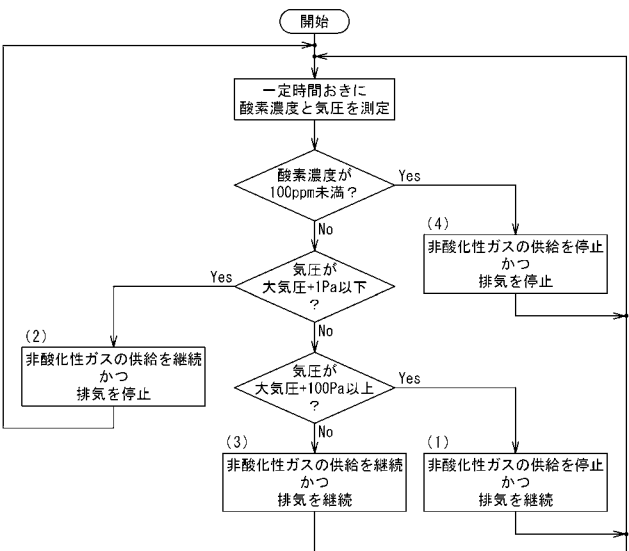 開始
一定時間おきに
酸素濃度と気圧を測定
酸素濃度が
100ppm未満？
Yes
No
(4)
非酸化性ガスの供給を停止
かつ
排気を停止
気圧が
大気圧+1Pa以下
？
Yes
No
(2)
非酸化性ガスの供給を継続
かつ
排気を停止
気圧が
大気圧+100Pa以上
？
Yes
No
(3)
非酸化性ガスの供給を継続
かつ
排気を継続
(1)
非酸化性ガスの供給を停止
かつ
排気を継続